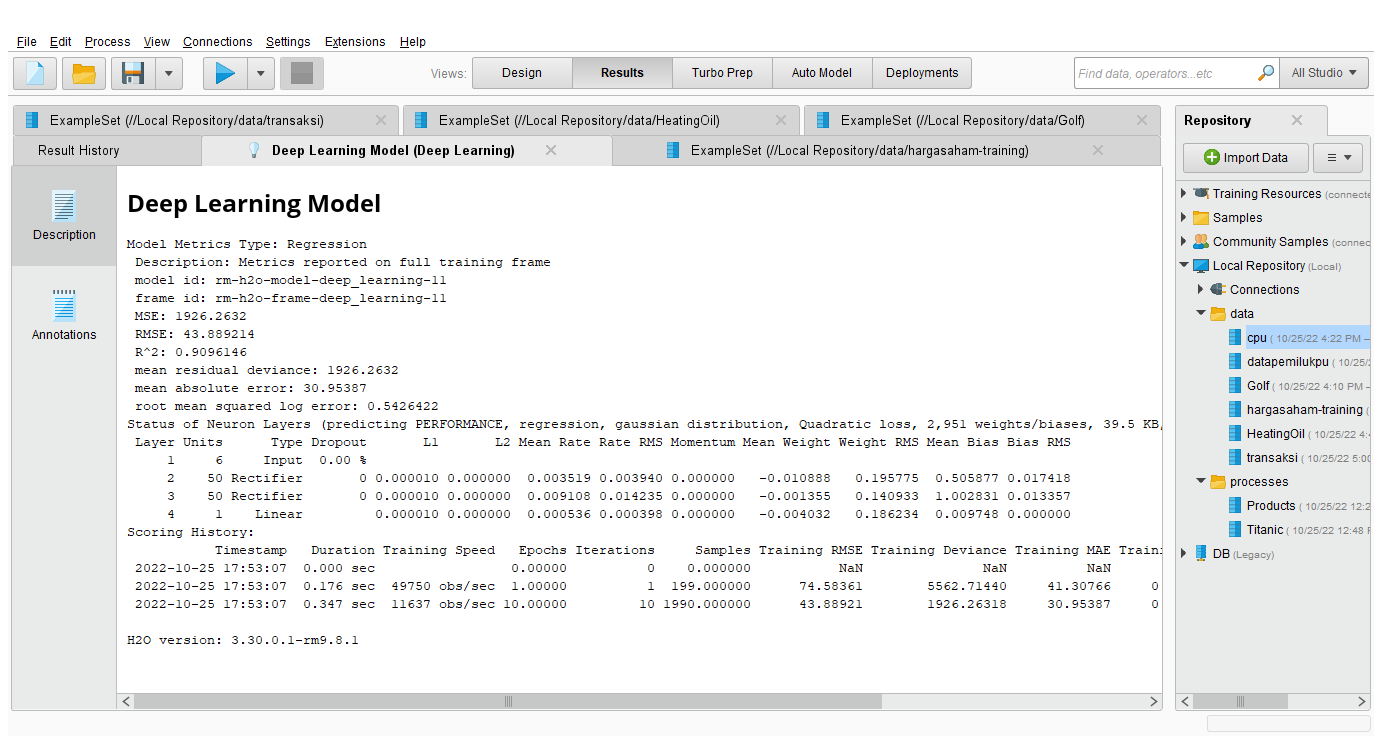 File Edit Process View Connections Settings Extensions Help
Views: Design Results Turbo Prep Auto Model Deployments Find data, operators...etc All Studio
ExampleSet (//Local Repository/data/transaksi) ExampleSet (//Local Repository/data/HeatingOil) ExampleSet (//Local Repository/data/Golf)
Result History Deep Learning Model (Deep Learning) ExampleSet (//Local Repository/data/hargasaham-training)
Description
Annotations
Deep Learning Model
Model Metrics Type: Regression
Description: Metrics reported on full training frame
model id: rm-h2o-model-deep_learning-11
frame id: rm-h2o-frame-deep_learning-11
MSE: 1926.2632
RMSE: 43.889214
R^2: 0.9096146
mean residual deviance: 1926.2632
mean absolute error: 30.95387
root mean squared log error: 0.5426422
Status of Neuron Layers (predicting PERFORMANCE, regression, gaussian distribution, Quadratic loss, 2,951 weights/biases, 39.5 KB,
Layer Units Type Dropout L1 L2 Mean Rate Rate RMS Momentum Mean Weight Weight RMS Mean Bias Bias RMS
1 6 Input 0.00 %
2 50 Rectifier 0 0.000010 0.000000 0.003519 0.003940 0.000000 -0.010888 0.195775 0.505877 0.017418
3 50 Rectifier 0 0.000010 0.000000 0.009108 0.014235 0.000000 -0.001355 0.140933 1.002831 0.013357
4 1 Linear 0.000010 0.000000 0.000536 0.000398 0.000000 -0.004032 0.186234 0.009748 0.000000
Scoring History:
Timestamp Duration Training Speed Epochs Iterations Samples Training RMSE Training Deviance Training MAE Traini
2022-10-25 17:53:07 0.000 sec 0.00000 0 0.000000 NaN NaN NaN
2022-10-25 17:53:07 0.176 sec 49750 obs/sec 1.00000 1 199.000000 74.58361 5562.71440 41.30766 0
2022-10-25 17:53:07 0.347 sec 11637 obs/sec 10.00000 10 1990.000000 43.88921 1926.26318 30.95387 0
H2O version: 3.30.0.1-rm9.8.1
Repository
Import Data
Training Resources (connecte
Samples
Community Samples (connec
Local Repository (Local)
Connections
data
cpu ( 10/25/22 4:22 PM –
datapemilukpu ( 10/25/
Golf ( 10/25/22 4:10 PM –
hargasaham-training (
HeatingOil ( 10/25/22 4:
transaksi ( 10/25/22 5:00
processes
Products ( 10/25/22 12:2
Titanic ( 10/25/22 12:48
DB (Legacy)